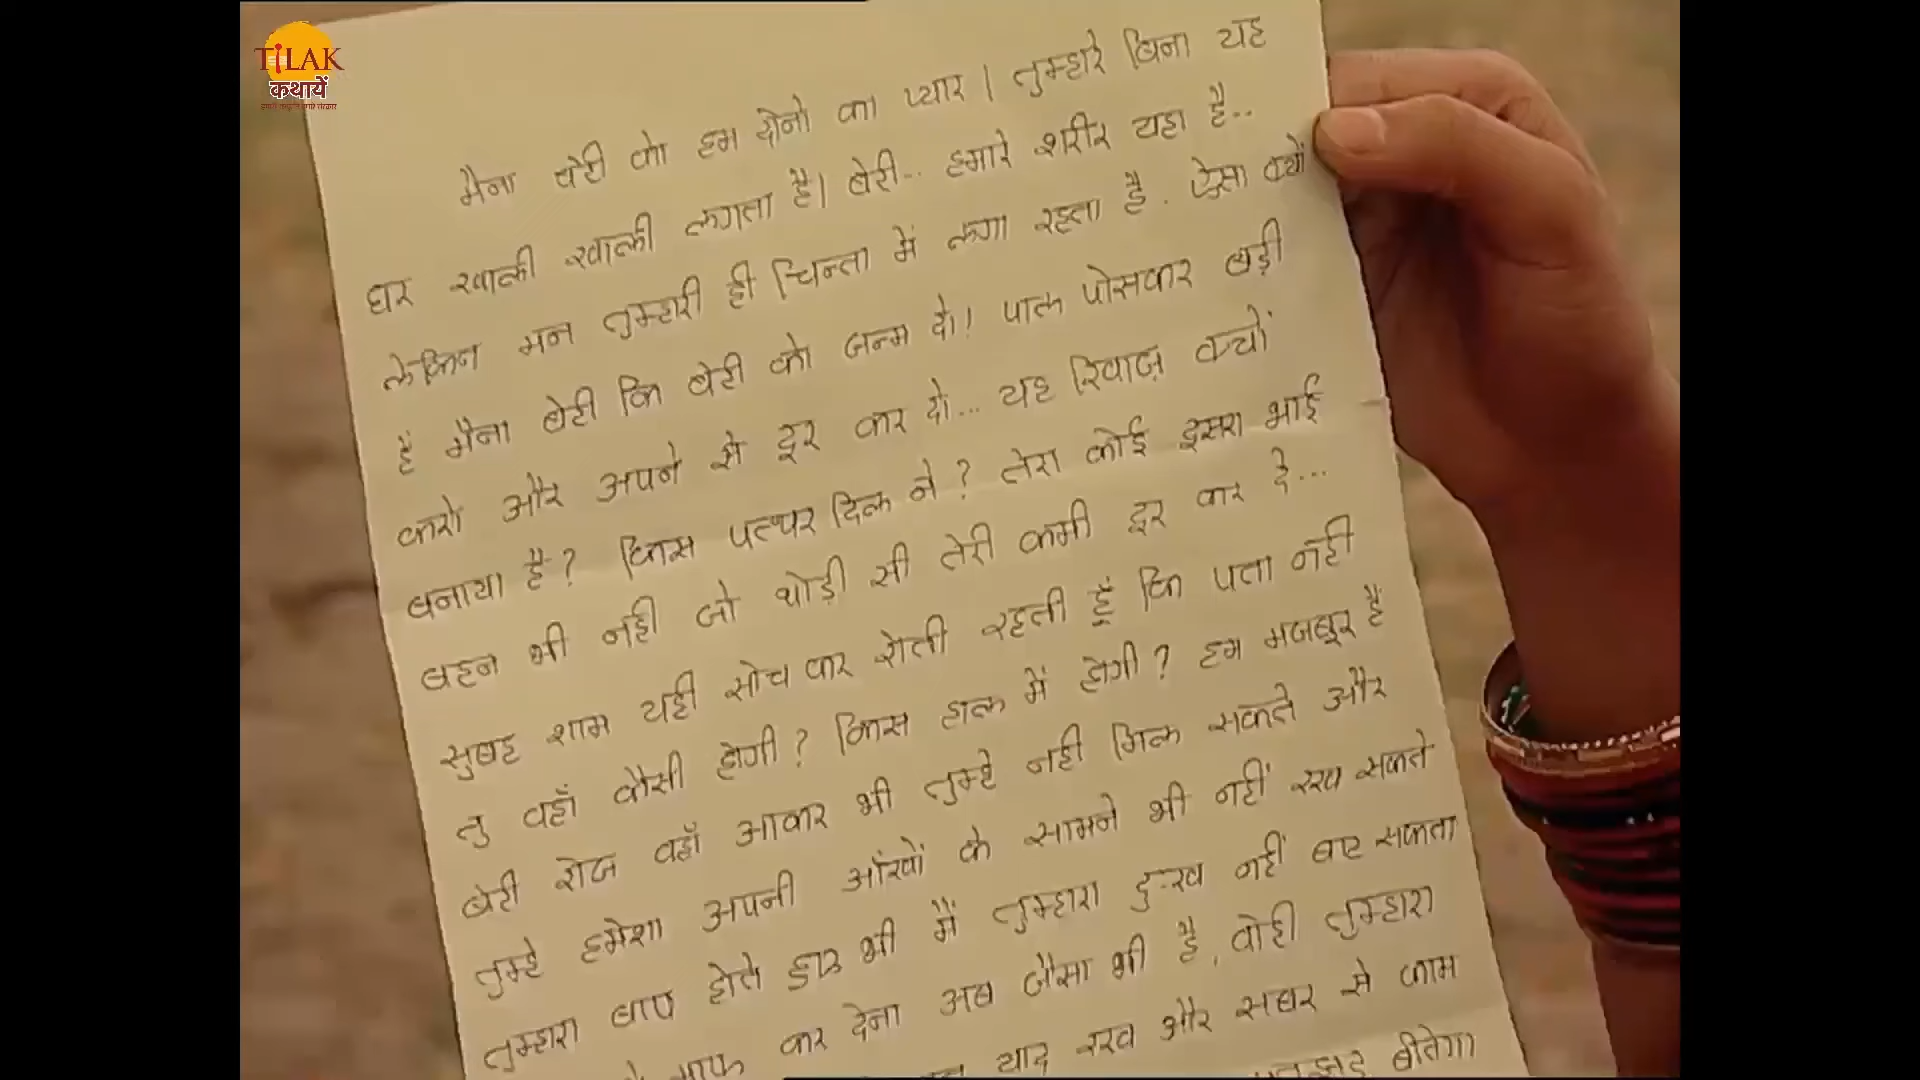 TiLAK
कथायें
मैना बेटी को हम दोनो का प्यार। तुम्हारे बिना यह
घर खाली खाली लगता है। बेटी... हमारे शरीर यहा है..
लेकिन मन तुम्हारी ही चिन्ता में लगा रहता है. ऐसा क्यों
है मैना बेटी कि बेटी को जन्म दो! पाल पोसकर बड़ी
करो और अपने से दूर कर दो... यह रिवाज़ क्यों
बनाया है? किस पत्थर दिल ने? तेरा कोई दूसरा भाई
बहन भी नही जो थोड़ी सी तेरी कमी दूर कर दे...
सुबह शाम यही सोच कर रोती रहती हूँ कि पता नही
तु वहाँ कैसी होगी? किस हाल में होगी? हम मजबूर है
बेटी रोज वहाँ आकर भी तुम्हे नही मिल सकते और
तुम्हे हमेशा अपनी आँखों के सामने भी नहीं रख सकते
तुम्हारा बाप होते हुए भी मैं तुम्हारा दुःख नहीं बाट सकता
माफ कर देना अब जैसा भी है, वोही तुम्हारा
याद रख और सबर से काम
बीतेगा